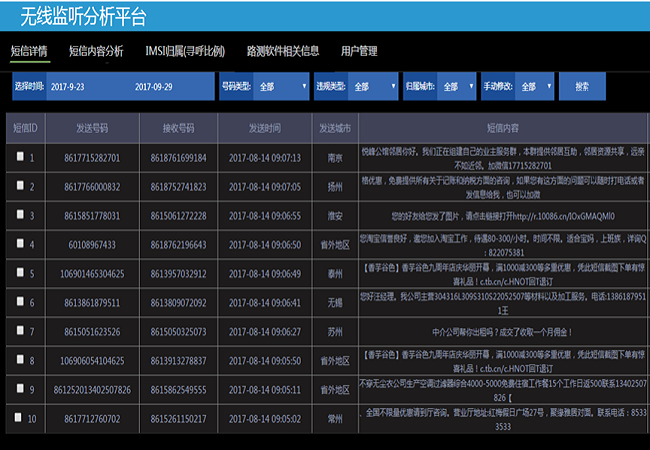 无线监听分析平台
短信详情 短信内容分析 IMSI归属(寻呼比例) 路测软件相关信息 用户管理
选择时间: 2017-9-23 2017-09-29 号码类型: 全部 违规类型: 全部 归属城市: 全部 手动修改: 全部 搜索
短信ID 发送号码 接收号码 发送时间 发送城市 短信内容
1 8617715282701 8618761699184 2017-08-14 09:07:13 南京 悦峰公馆邻居你好。我们正在组建自己的业主服务群，本群提供邻居互助，邻居资源共享，远亲
不如近邻。加微信17715282701
2 8617766000832 8618752741823 2017-08-14 09:07:05 扬州 格优惠，免费提供所有关于记账和纳税方面的咨询，如果您有这方面的问题可以随时打电话或者
发信息给我，也可以加微
3 8615851778031 8615061272228 2017-08-14 09:06:55 淮安 您的好友给您发了图片，请点击链接打开http://r.10086.cn/IOxGMAQMl0
4 60108967433 8618762196643 2017-08-14 09:06:50 省外地区 您淘宝信誉良好，邀您加入淘宝工作，待遇80-300/小时。时间不限。适合宝妈，上班族，详询Q
：822075381
5 106901465304625 8613957032912 2017-08-14 09:06:49 泰州 【香芋谷色】香芋谷色九周年店庆华丽开幕，满1000减300等多重优惠，凭此短信截图下单有惊
喜礼品！c.tb.cn/c.HNOT回T退订
6 8613861879511 8613809072092 2017-08-14 09:06:41 无锡 您好汪经理。我公司主营304316L309S310S22052507等材料以及加工服务。电话:1386187951
1王
7 8615051623526 8615050325073 2017-08-14 09:06:27 苏州 中介公司帮你出租吗？成交了收取一个月佣金！
8 106906054104625 8613913278837 2017-08-14 09:05:50 省外地区 【香芋谷色】香芋谷色九周年店庆华丽开幕，满1000减300等多重优惠，凭此短信截图下单有惊
喜礼品！c.tb.cn/c.HNOT回T退订
9 861252013402507826 8615862549555 2017-08-14 09:05:11 省外地区 不穿无尘衣公司生产空调过滤器综合4000-5000免费住宿工作餐15个工作日返500联系13402507
826【
10 8617712760702 8615261150217 2017-08-14 09:05:02 常州 . 全国不限量优惠请到厅咨询。营业厅地址:红梅假日广场27号，聚缘雅居对面。联系电话：8533
3533